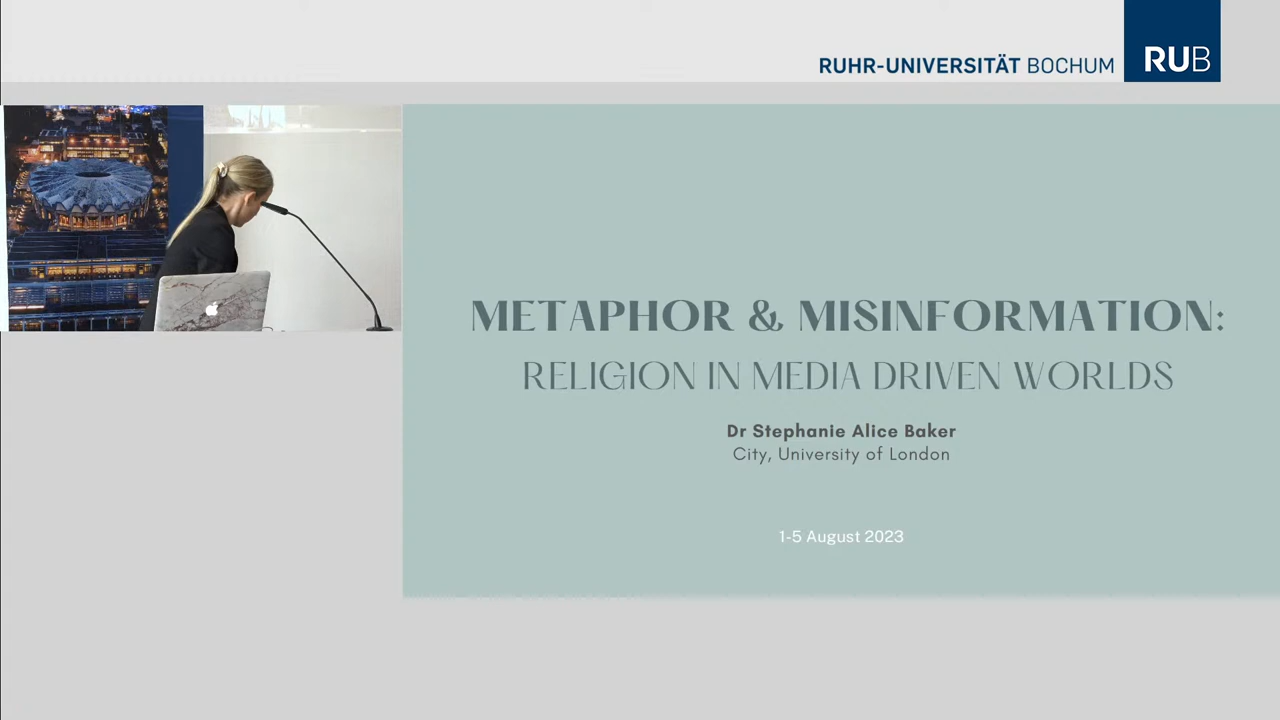 RUHR-UNIVERSITÄT BOCHUM
RUB
METAPHOR & MISINFORMATION:
RELIGION IN MEDIA DRIVEN WORLDS
Dr Stephanie Alice Baker
City, University of London
1-5 August 2023